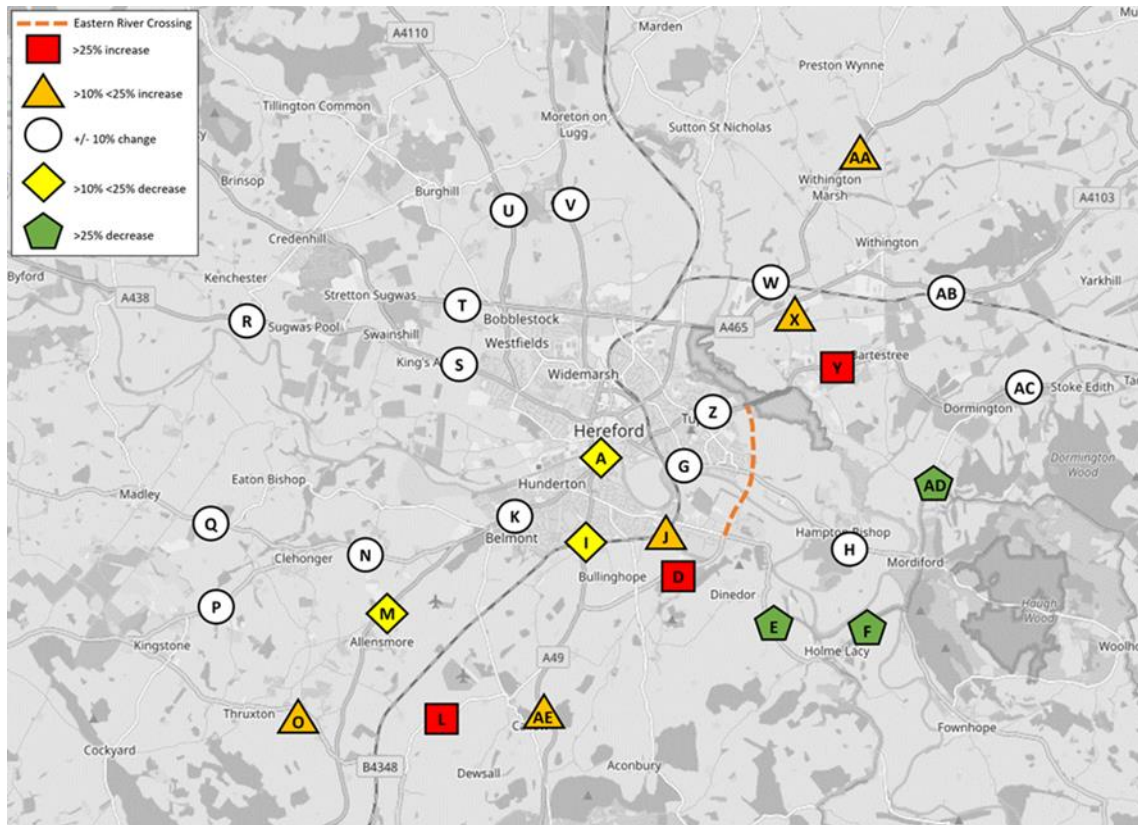 Eastern River Crossing
>25% increase
>10% <25% increase
+/- 10% change
>10% <25% decrease
>25% decrease
A4110
Marden
Preston Wynne
Tillington Common
Moreton on
Lugg
Sutton St Nicholas
AA
Brinsop
Burghill
Withington
Marsh
A4103
U
V
Credenhill
Withington
Byford
Kenchester
W
Yarkhill
A438
Stretton Sugwas
T
AB
R
Sugwas Pool
Swainshill
Bobblestock
A465
X
Westfields
King's A
S
Widemarsh
Y
Bartestree
AC
Stoke Edith
Dormington
Z
Hereford
A
G
Dormington
Wood
Hunderton
Eaton Bishop
AD
Madley
Q
K
Belmont
Clehonger
N
I
J
Hampton Bishop
H
Mordiford
Bullinghope
D
Dinedor
P
M
Allensmore
E
F
Haugh
Wood
Kingstone
Holme Lacy
A49
Thruxton
O
L
AE
Fownhope
Cockyard
B4348
Dewsall
Aconbury